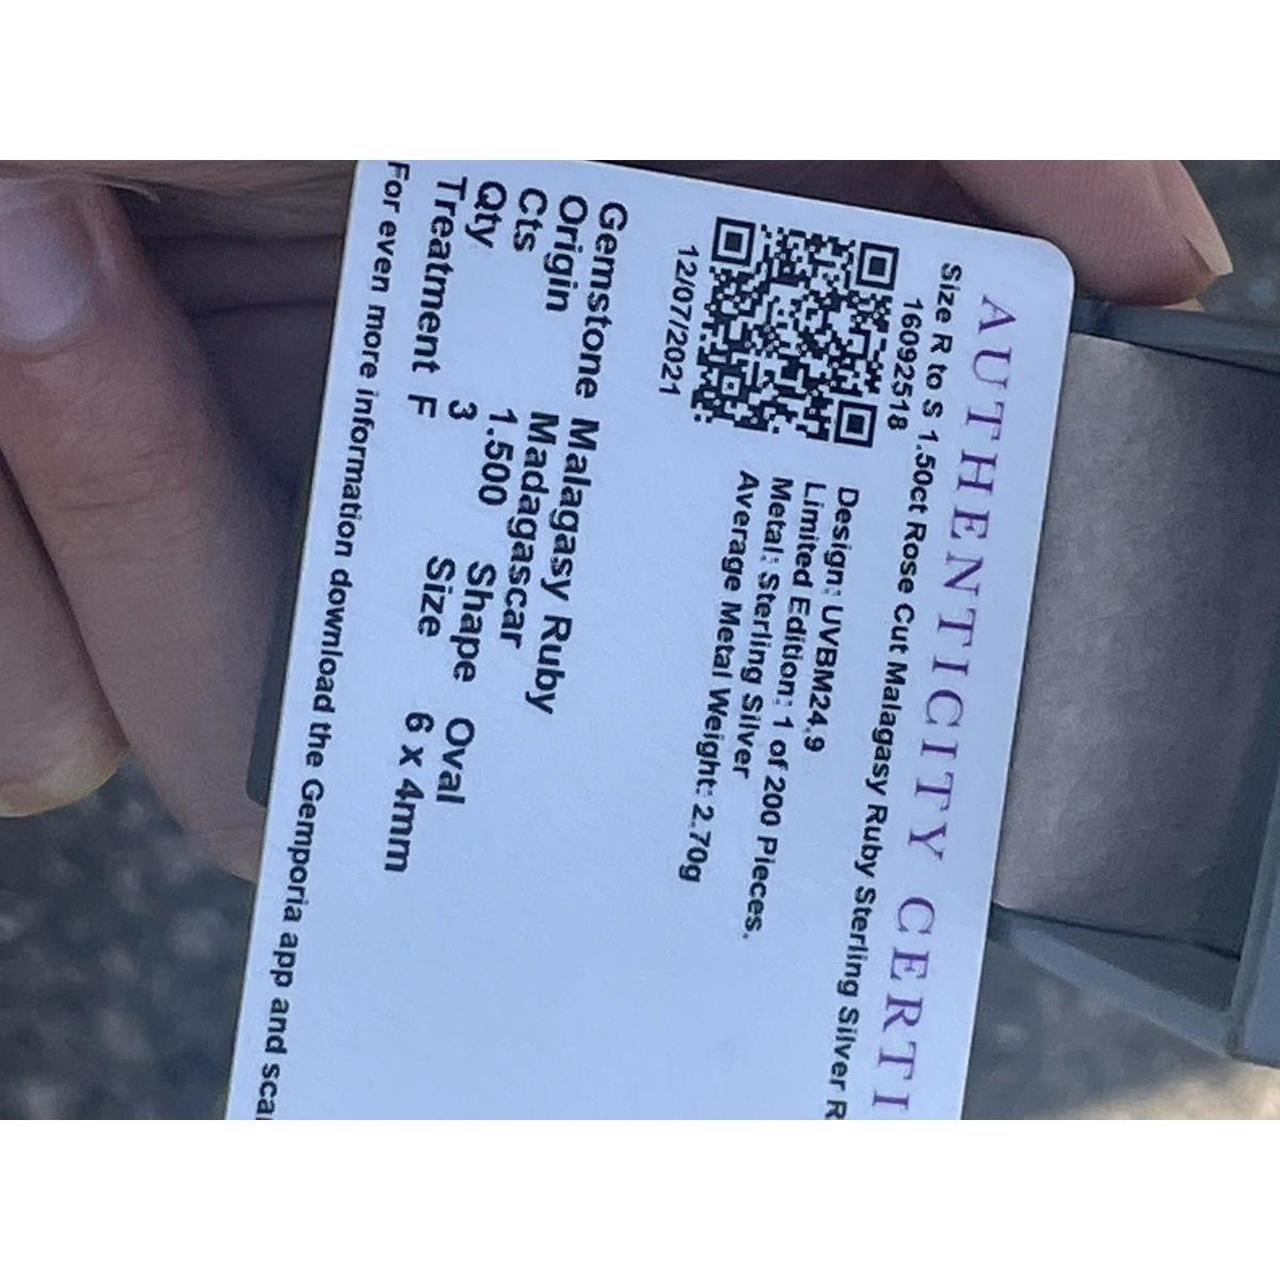 AUTHENTICITY CERTI
Size R to S 1.50ct Rose Cut Malagasy Ruby Sterling Silver R
16092518
Design: UVBM24,9
Limited Edition: 1 of 200 Pieces.
Metal: Sterling Silver
Average Metal Weight: 2.70g
12/07/2021
Gemstone Malagasy Ruby
Origin Madagascar
Cts 1.500 Shape Oval
Qty 3 Size 6 x 4mm
Treatment F
For even more information download the Gemporia app and sca